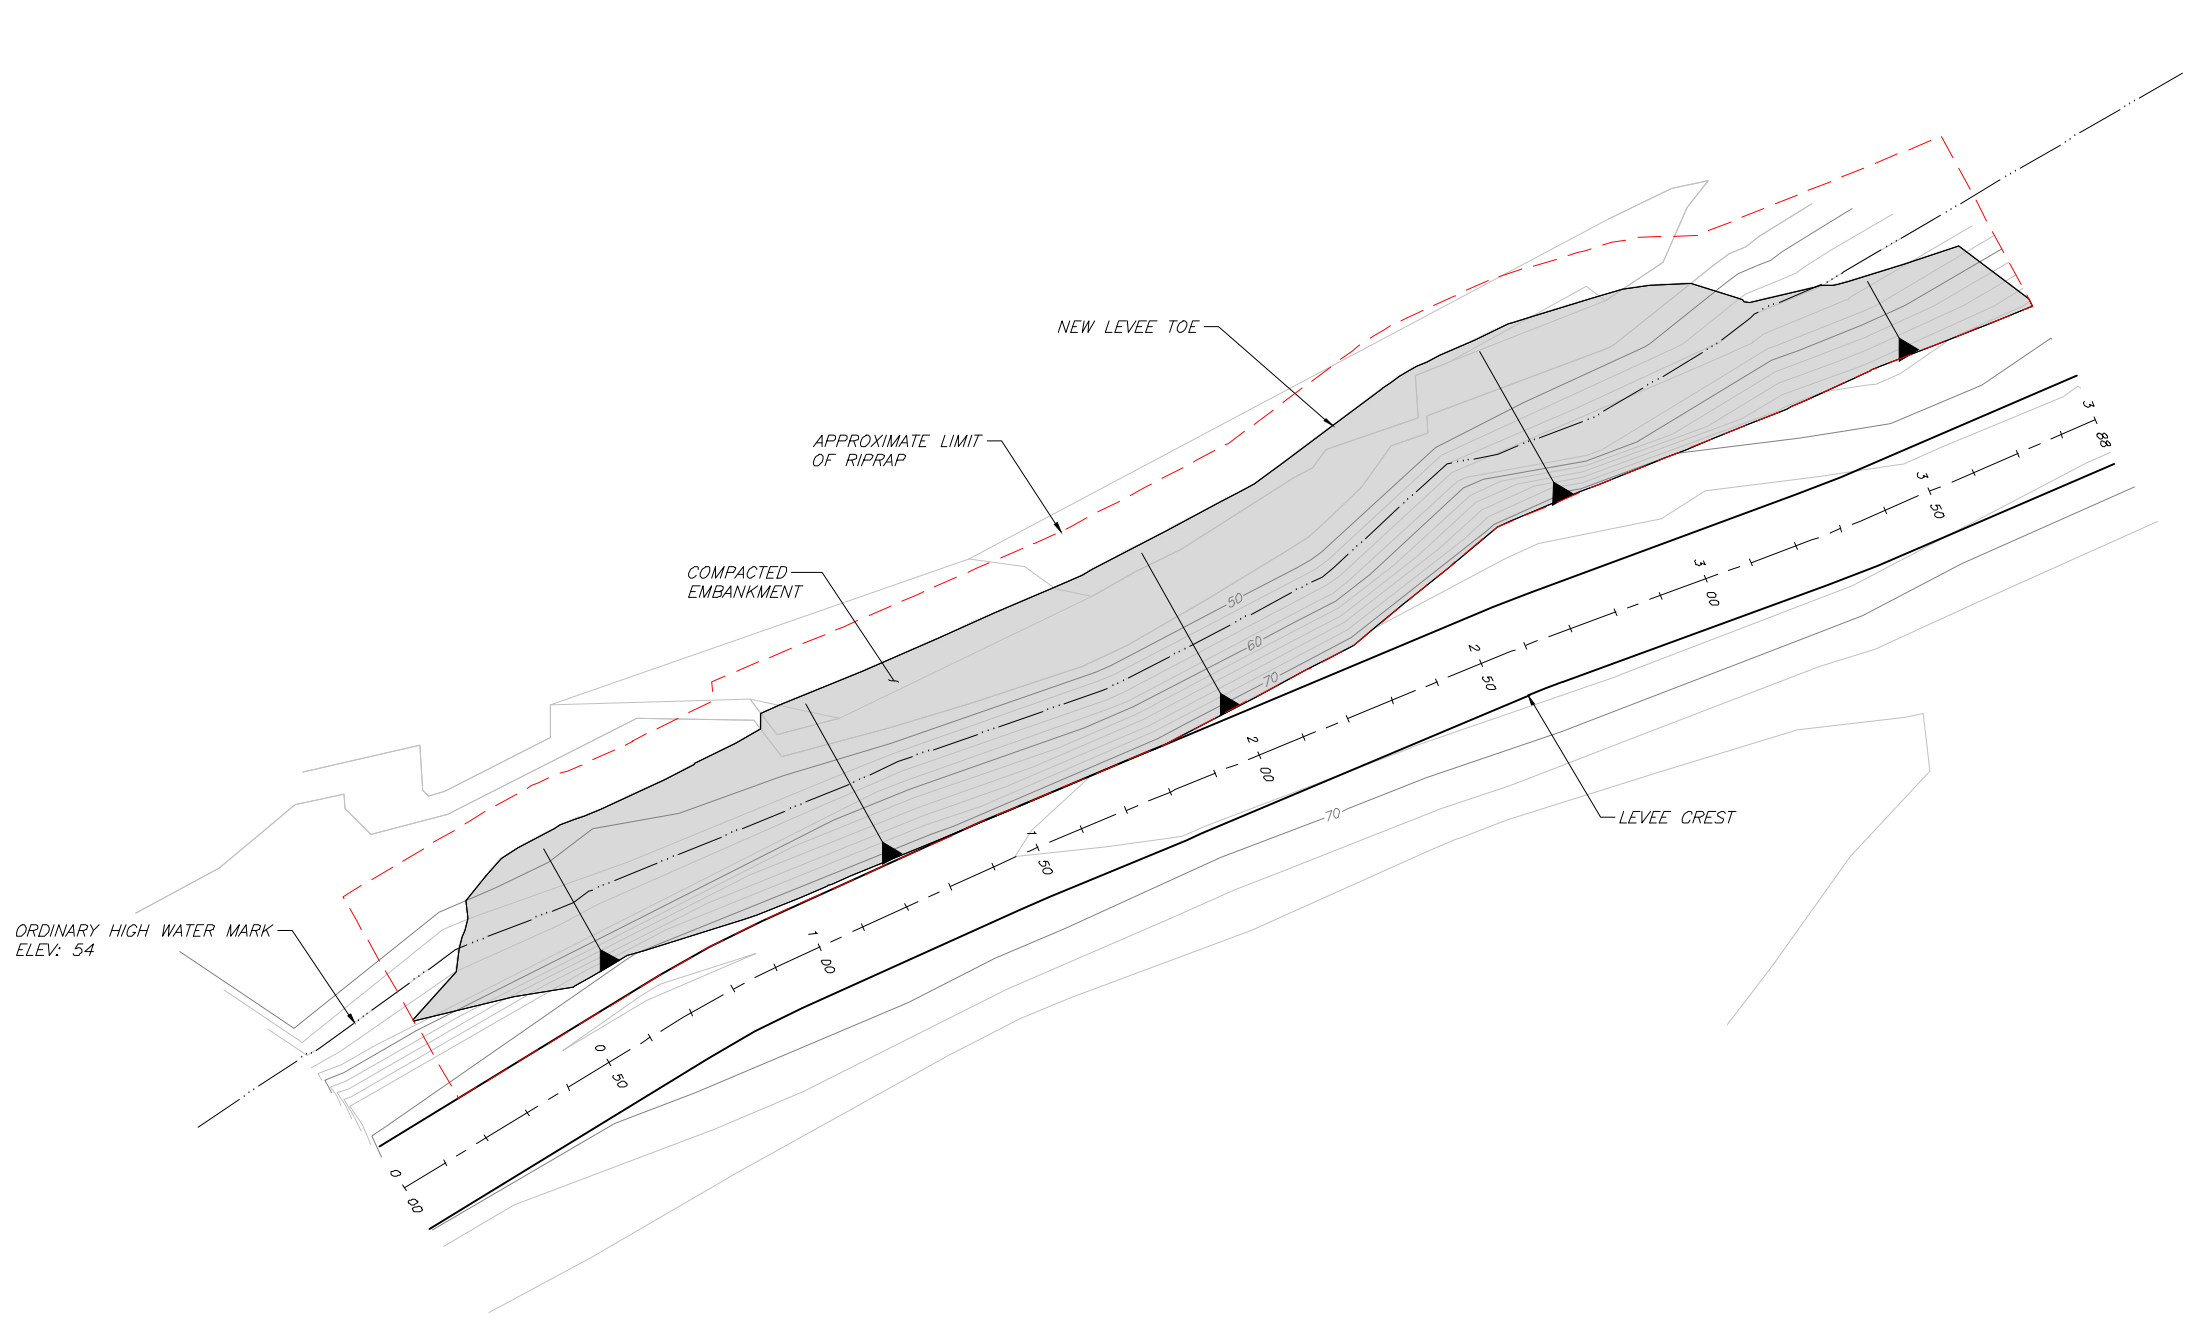 NEW LEVEE TOE
APPROXIMATE LIMIT
OF RIPRAP
COMPACTED
EMBANKMENT
ORDINARY HIGH WATER MARK
ELEV: 54
LEVEE CREST
50
60
70
70
0 00
0 50
1 00
1 50
2 00
2 50
3 00
3 50
3 88